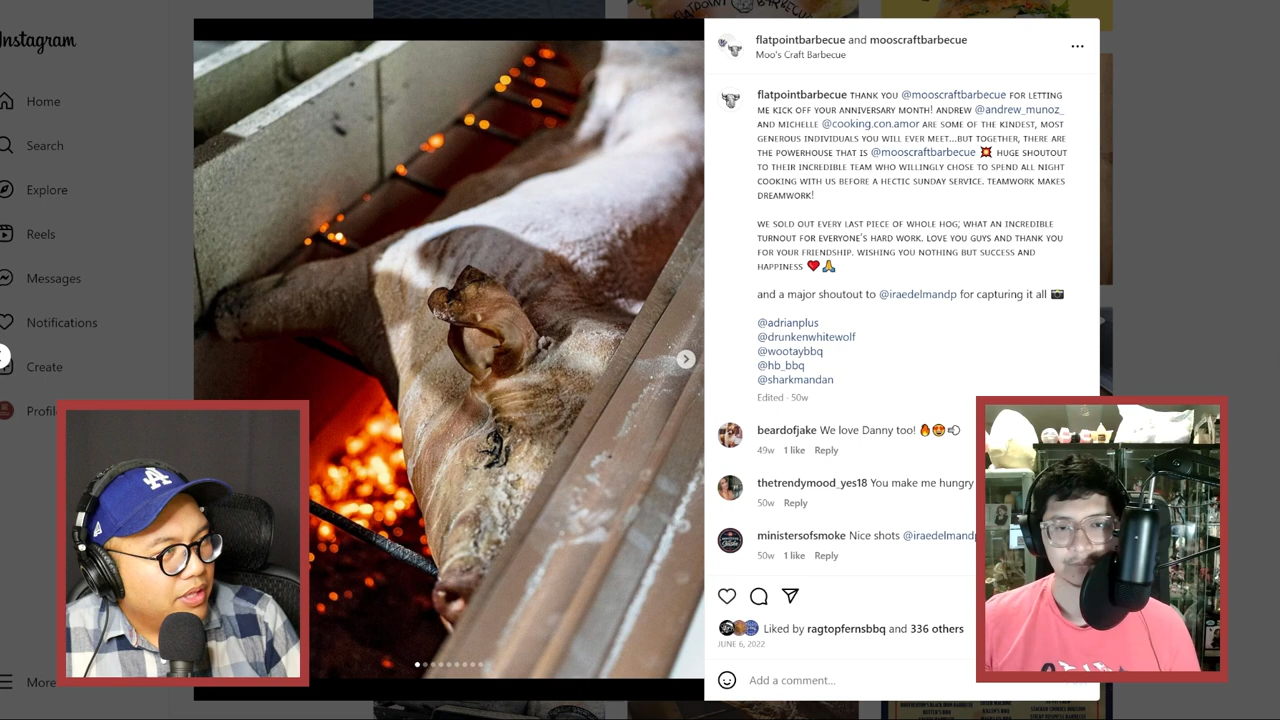 Instagram
Home
Search
Explore
Reels
Messages
Notifications
Create
Profil
More
flatpointbarbecue and mooscraftbarbecue
Moo's Craft Barbecue
flatpointbarbecue THANK YOU @mooscraftbarbecue FOR LETTING
ME KICK OFF YOUR ANNIVERSARY MONTH! ANDREW @andrew_munoz_
AND MICHELLE @cooking.con.amor ARE SOME OF THE KINDEST, MOST
GENEROUS INDIVIDUALS YOU WILL EVER MEET...BUT TOGETHER, THERE ARE
THE POWERHOUSE THAT IS @mooscraftbarbecue 💥 HUGE SHOUTOUT
TO THEIR INCREDIBLE TEAM WHO WILLINGLY CHOSE TO SPEND ALL NIGHT
COOKING WITH US BEFORE A HECTIC SUNDAY SERVICE. TEAMWORK MAKES
DREAMWORK!
WE SOLD OUT EVERY LAST PIECE OF WHOLE HOG; WHAT AN INCREDIBLE
TURNOUT FOR EVERYONE'S HARD WORK. LOVE YOU GUYS AND THANK YOU
FOR YOUR FRIENDSHIP. WISHING YOU NOTHING BUT SUCCESS AND
HAPPINESS ❤️🙏
and a major shoutout to @iraedelmandp for capturing it all 📸
@adrianplus
@drunkenwhitewolf
@wootaybbq
@hb_bbq
@sharkmandan
Edited · 50w
beardofjake We love Danny too! 🔥😍💨
49w 1 like Reply
thetrendymood_yes18 You make me hungry
50w Reply
ministersofsmoke Nice shots @iraedelmandp
50w 1 like Reply
Liked by ragtopfernsbbq and 336 others
JUNE 6, 2022
Add a comment...
LA